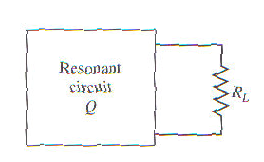 Resonant
circuit
Q
R_L